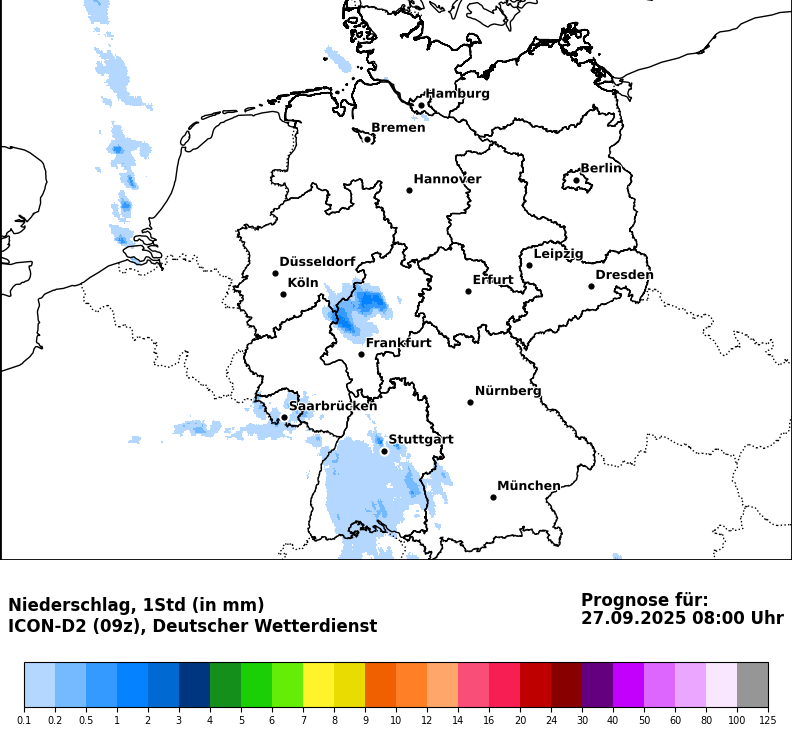 Hamburg
Bremen
Berlin
Hannover
Leipzig
Düsseldorf
Dresden
Köln
Erfurt
Frankfurt
Nürnberg
Saarbrücken
Stuttgart
München
Niederschlag, 1Std (in mm)
ICON-D2 (09z), Deutscher Wetterdienst
Prognose für:
27.09.2025 08:00 Uhr
0.1 0.2 0.5 1 2 3 4 5 6 7 8 9 10 12 14 16 20 24 30 40 50 60 80 100 125